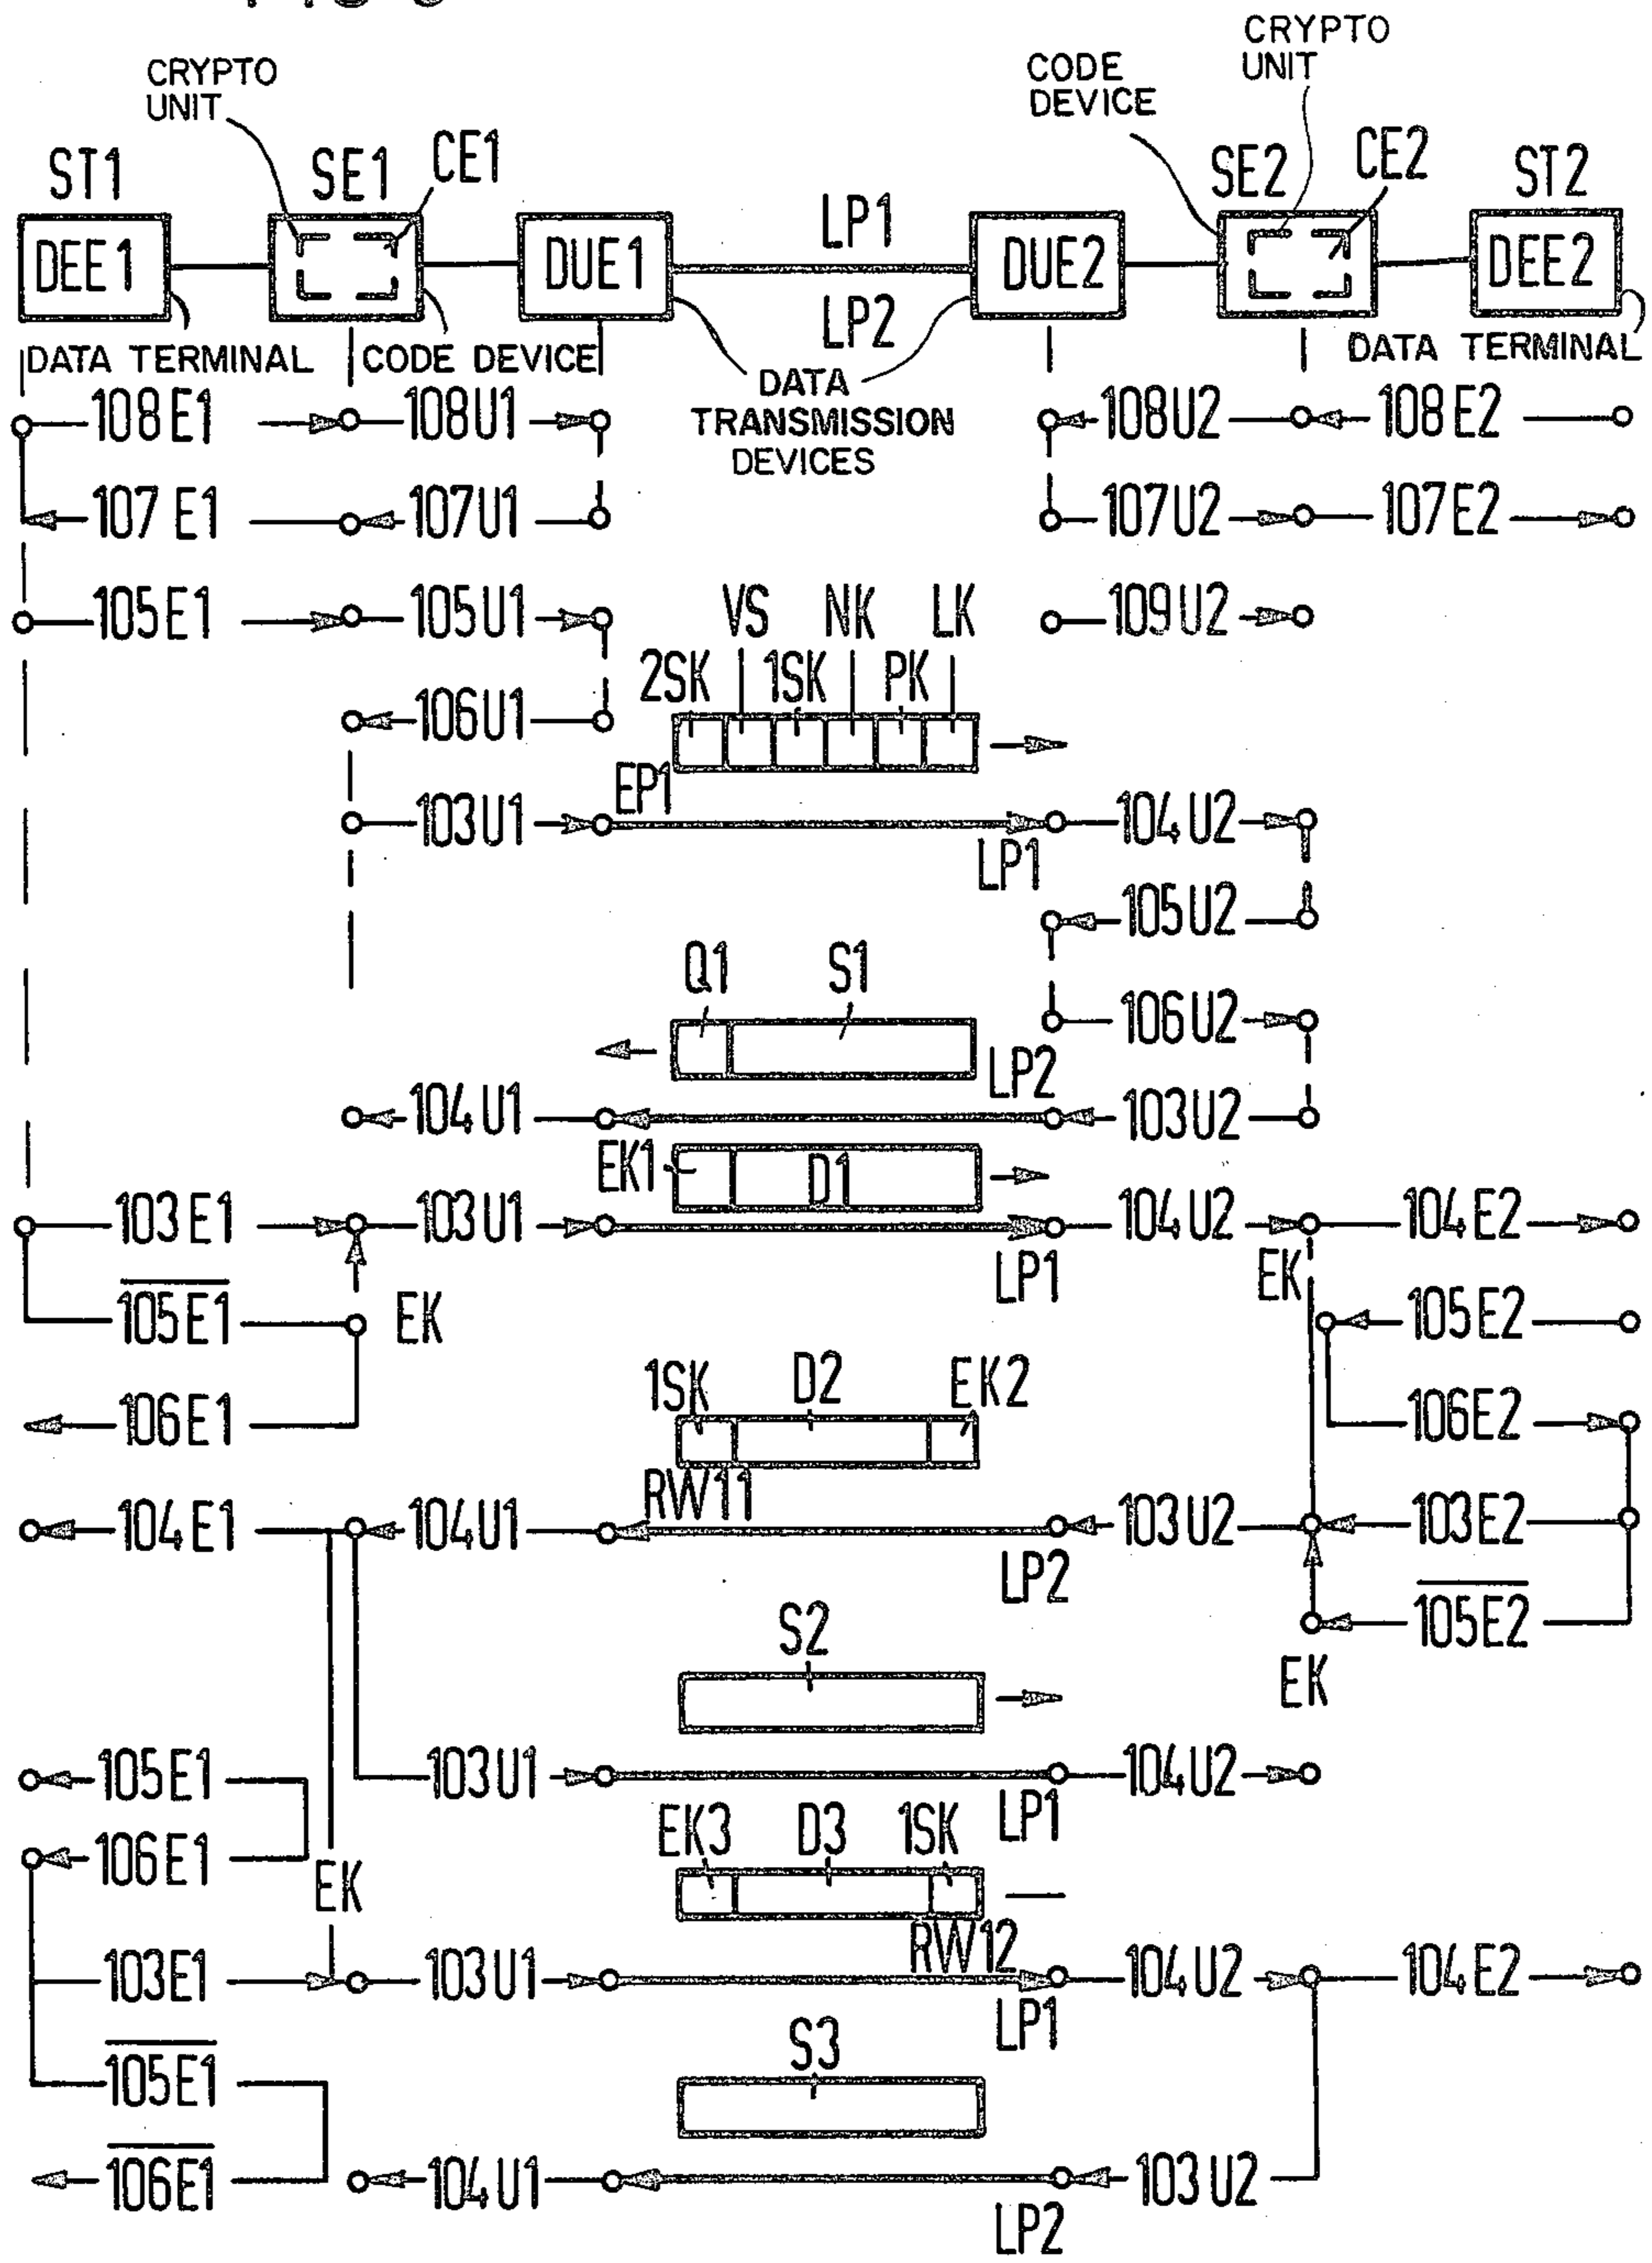 CRYPTO
UNIT
CODE
DEVICE
CRYPTO
UNIT
ST1
SE1
CE1
SE2
CE2
ST2
DEE1
DUE1
LP1
LP2
DUE2
DEE2
DATA TERMINAL
CODE DEVICE
DATA
TRANSMISSION
DEVICES
DATA TERMINAL
108E1 108U1 108U2 108E2
107E1 107U1 107U2 107E2
105E1 105U1 109U2
VS NK LK
2SK 1SK PK
106U1
EP1
103U1 104U2
LP1
105U2
Q1 S1
106U2
LP2
104U1 103U2
EK1 D1
103E1 103U1 104U2 104E2
LP1 EK
105E1 EK 105E2
1SK D2 EK2
106E1 106E2
RW11
104E1 104U1 103U2 103E2
LP2
105E2
S2
EK
105E1 103U1 104U2
LP1
EK3 D3 1SK
106E1
EK
RW12
103E1 103U1 104U2 104E2
LP1
S3
105E1
106E1 104U1 103U2
LP2